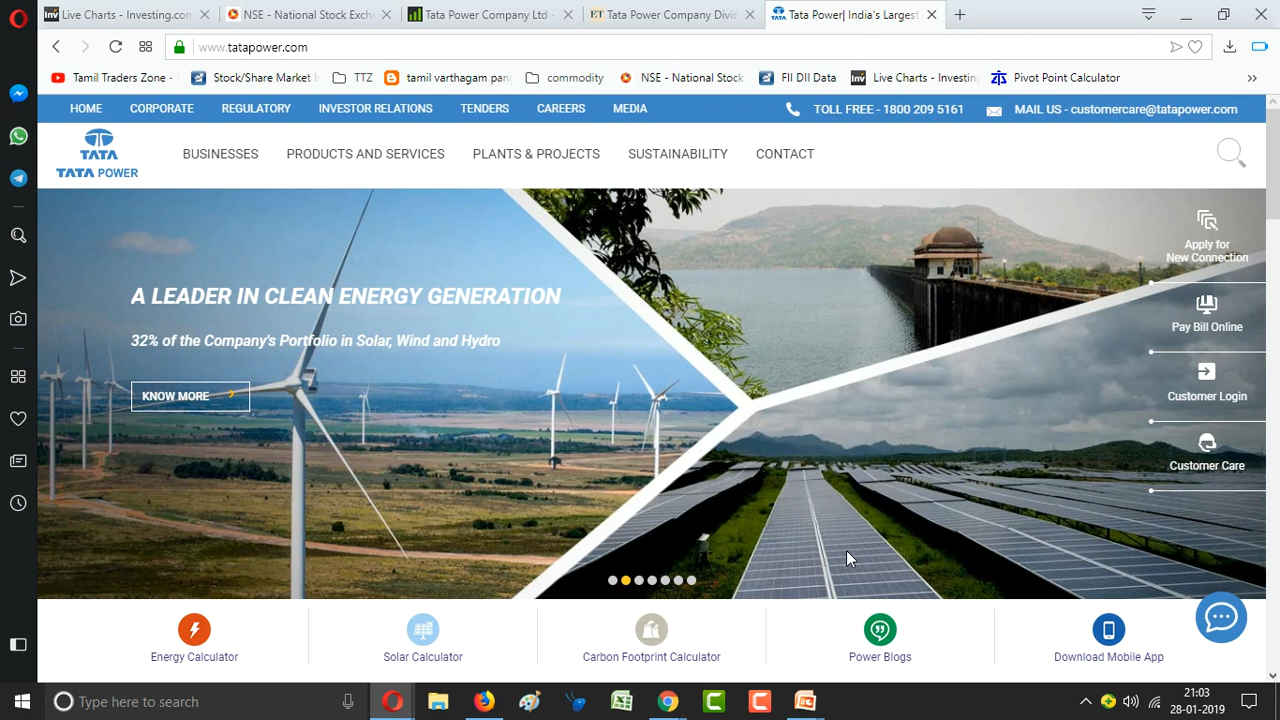 Live Charts - Investing.com
NSE - National Stock Exch
Tata Power Company Ltd -
ET Tata Power Company Divid
Tata Power| India's Largest
www.tatapower.com
Tamil Traders Zone -
Stock/Share Market I
TTZ
tamil varthagam pan
commodity
NSE - National Stock
FII DII Data
Inv Live Charts - Investin
Pivot Point Calculator
HOME CORPORATE REGULATORY INVESTOR RELATIONS TENDERS CAREERS MEDIA
TOLL FREE - 1800 209 5161
MAIL US - customercare@tatapower.com
TATA
TATA POWER
BUSINESSES PRODUCTS AND SERVICES PLANTS & PROJECTS SUSTAINABILITY CONTACT
A LEADER IN CLEAN ENERGY GENERATION
32% of the Company's Portfolio in Solar, Wind and Hydro
KNOW MORE
Apply for
New Connection
Pay Bill Online
Customer Login
Customer Care
Energy Calculator
Solar Calculator
Carbon Footprint Calculator
Power Blogs
Download Mobile App
Type here to search
21:03
28-01-2019